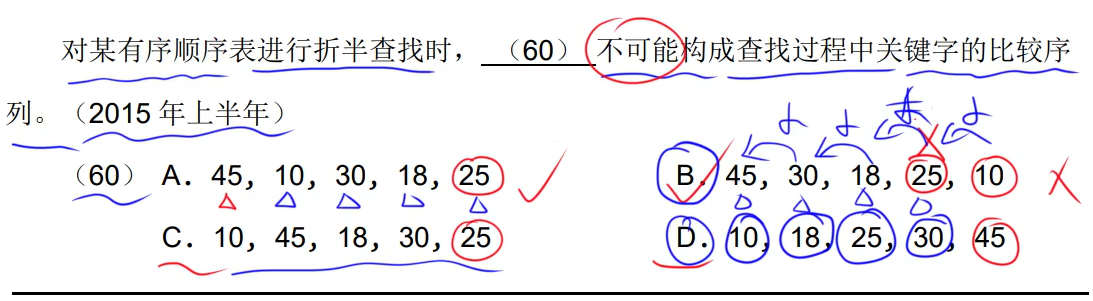 对某有序顺序表进行折半查找时，（60）不可能构成查找过程中关键字的比较序
列。（2015 年上半年）
（60） A．45，10，30，18，25 B．45，30，18，25，10
C．10，45，18，30，25 D．10，18，25，30，45